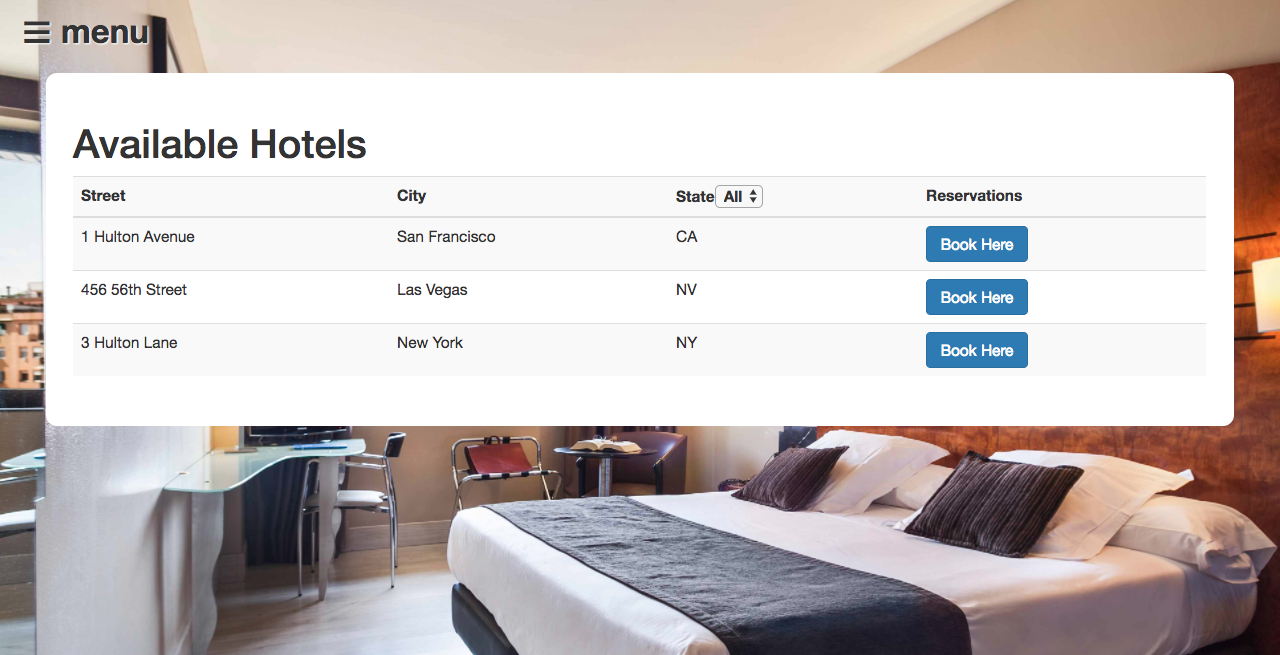 ☰ menu
Available Hotels
Street City State All Reservations
1 Hulton Avenue San Francisco CA Book Here
456 56th Street Las Vegas NV Book Here
3 Hulton Lane New York NY Book Here